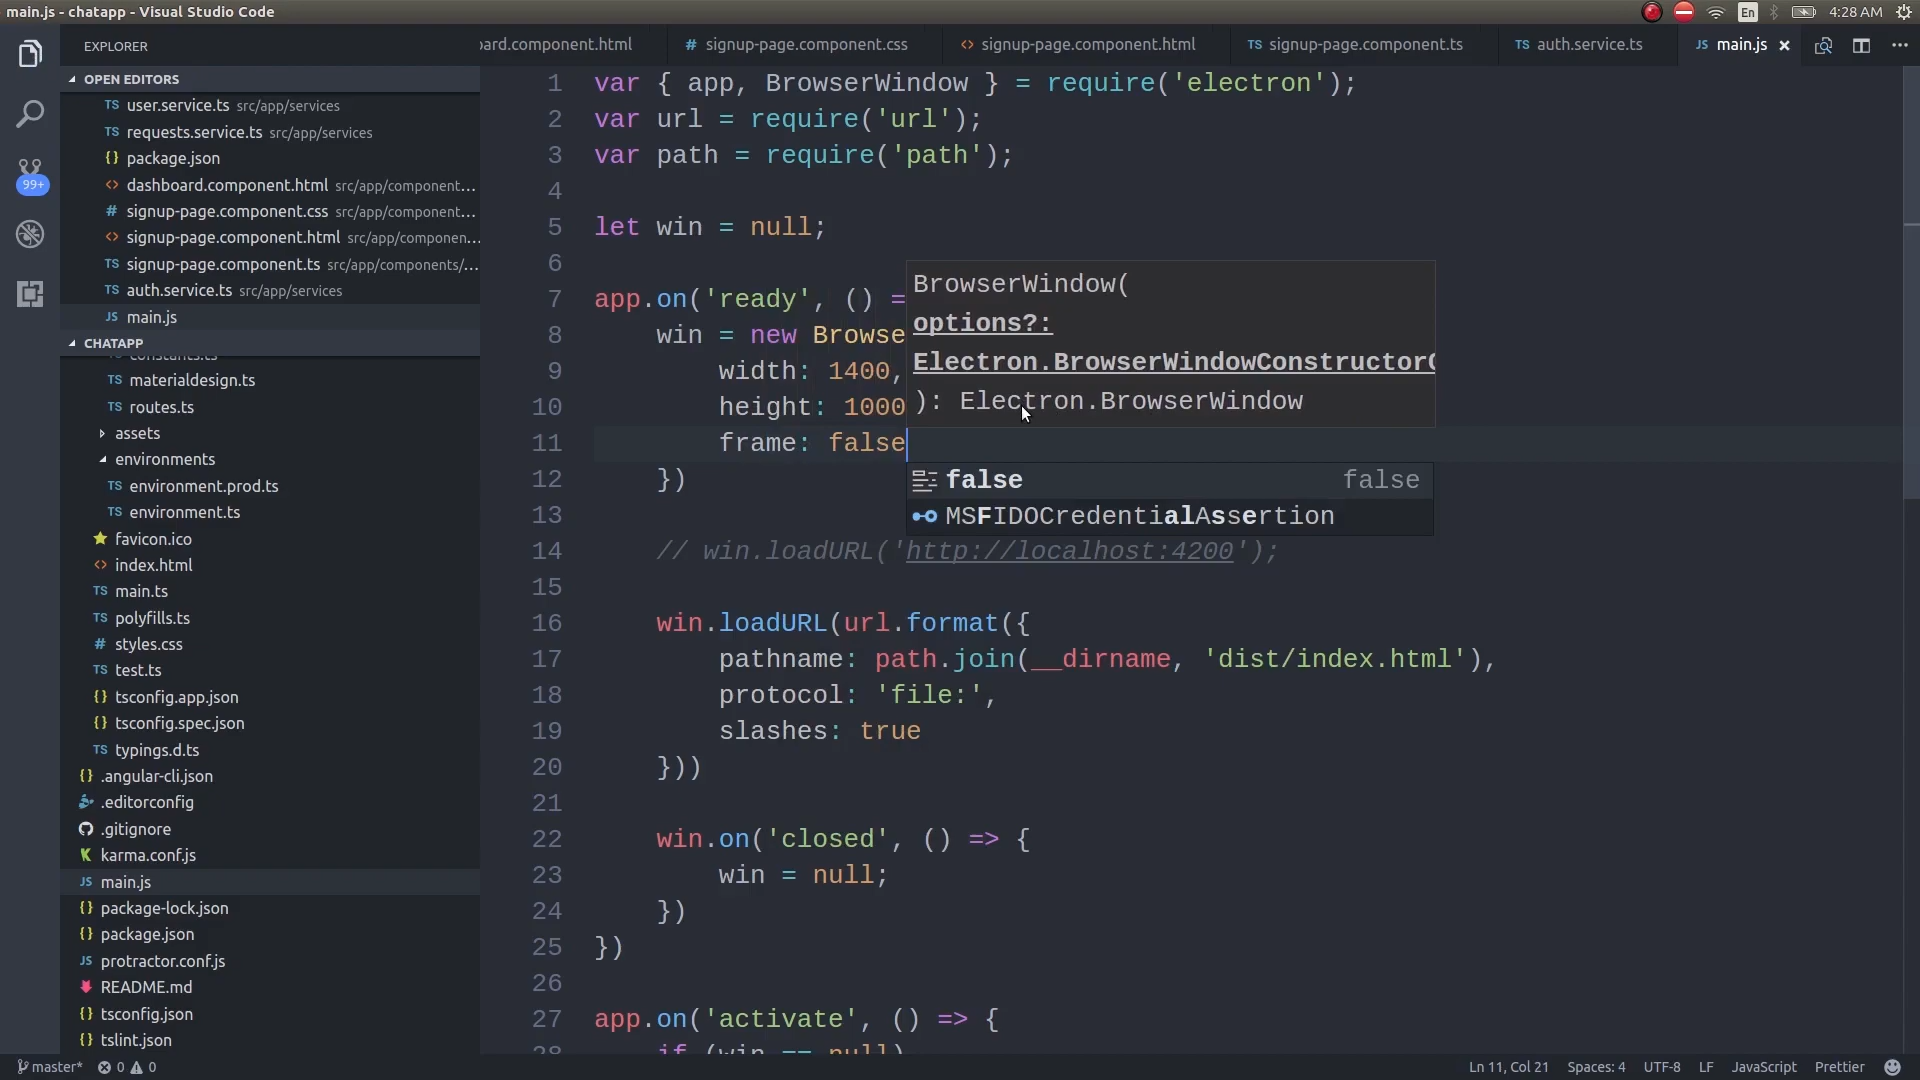 main.js - chatapp - Visual Studio Code
En
4:28 AM
EXPLORER
OPEN EDITORS
TS user.service.ts src/app/services
TS requests.service.ts src/app/services
{} package.json
<> dashboard.component.html src/app/component...
# signup-page.component.css src/app/component...
<> signup-page.component.html src/app/componen...
TS signup-page.component.ts src/app/components/...
TS auth.service.ts src/app/services
JS main.js
99+
CHATAPP
constants.ts
TS materialdesign.ts
TS routes.ts
assets
environments
TS environment.prod.ts
TS environment.ts
favicon.ico
<> index.html
TS main.ts
TS polyfills.ts
# styles.css
TS test.ts
{} tsconfig.app.json
{} tsconfig.spec.json
TS typings.d.ts
{} .angular-cli.json
.editorconfig
.gitignore
karma.conf.js
JS main.js
{} package-lock.json
{} package.json
JS protractor.conf.js
README.md
{} tsconfig.json
{} tslint.json
ard.component.html
# signup-page.component.css
<> signup-page.component.html
TS signup-page.component.ts
TS auth.service.ts
JS main.js ×
1 var { app, BrowserWindow } = require('electron');
2 var url = require('url');
3 var path = require('path');
4
5 let win = null;
6
7 app.on('ready', () =
8 win = new Browse
9 width: 1400,
10 height: 1000
11 frame: false
12 })
13
14 // win.loadURL('http://localhost:4200');
15
16 win.loadURL(url.format({
17 pathname: path.join(__dirname, 'dist/index.html'),
18 protocol: 'file:',
19 slashes: true
20 }))
21
22 win.on('closed', () => {
23 win = null;
24 })
25 })
26
27 app.on('activate', () => {
28 if (win == null)
BrowserWindow(
options?:
Electron.BrowserWindowConstructor
): Electron.BrowserWindow
false false
MSFIDOCredentialAssertion
master* 0 0
Ln 11, Col 21 Spaces: 4 UTF-8 LF JavaScript Prettier